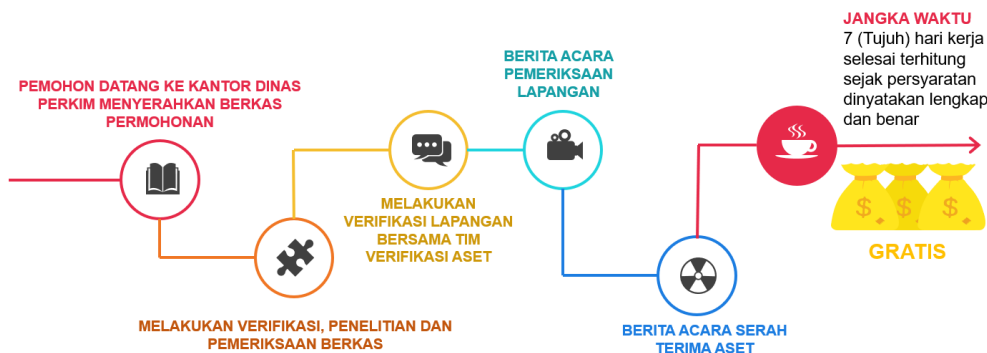 PEMOHON DATANG KE KANTOR DINAS
PERKIM MENYERAHKAN BERKAS
PERMOHONAN
MELAKUKAN VERIFIKASI, PENELITIAN DAN
PEMERIKSAAN BERKAS
MELAKUKAN
VERIFIKASI LAPANGAN
BERSAMA TIM
VERIFIKASI ASET
BERITA ACARA
PEMERIKSAAN
LAPANGAN
BERITA ACARA SERAH
TERIMA ASET
JANGKA WAKTU
7 (Tujuh) hari kerja
selesai terhitung
sejak persyaratan
dinyatakan lengkap
dan benar
$ $ $
GRATIS